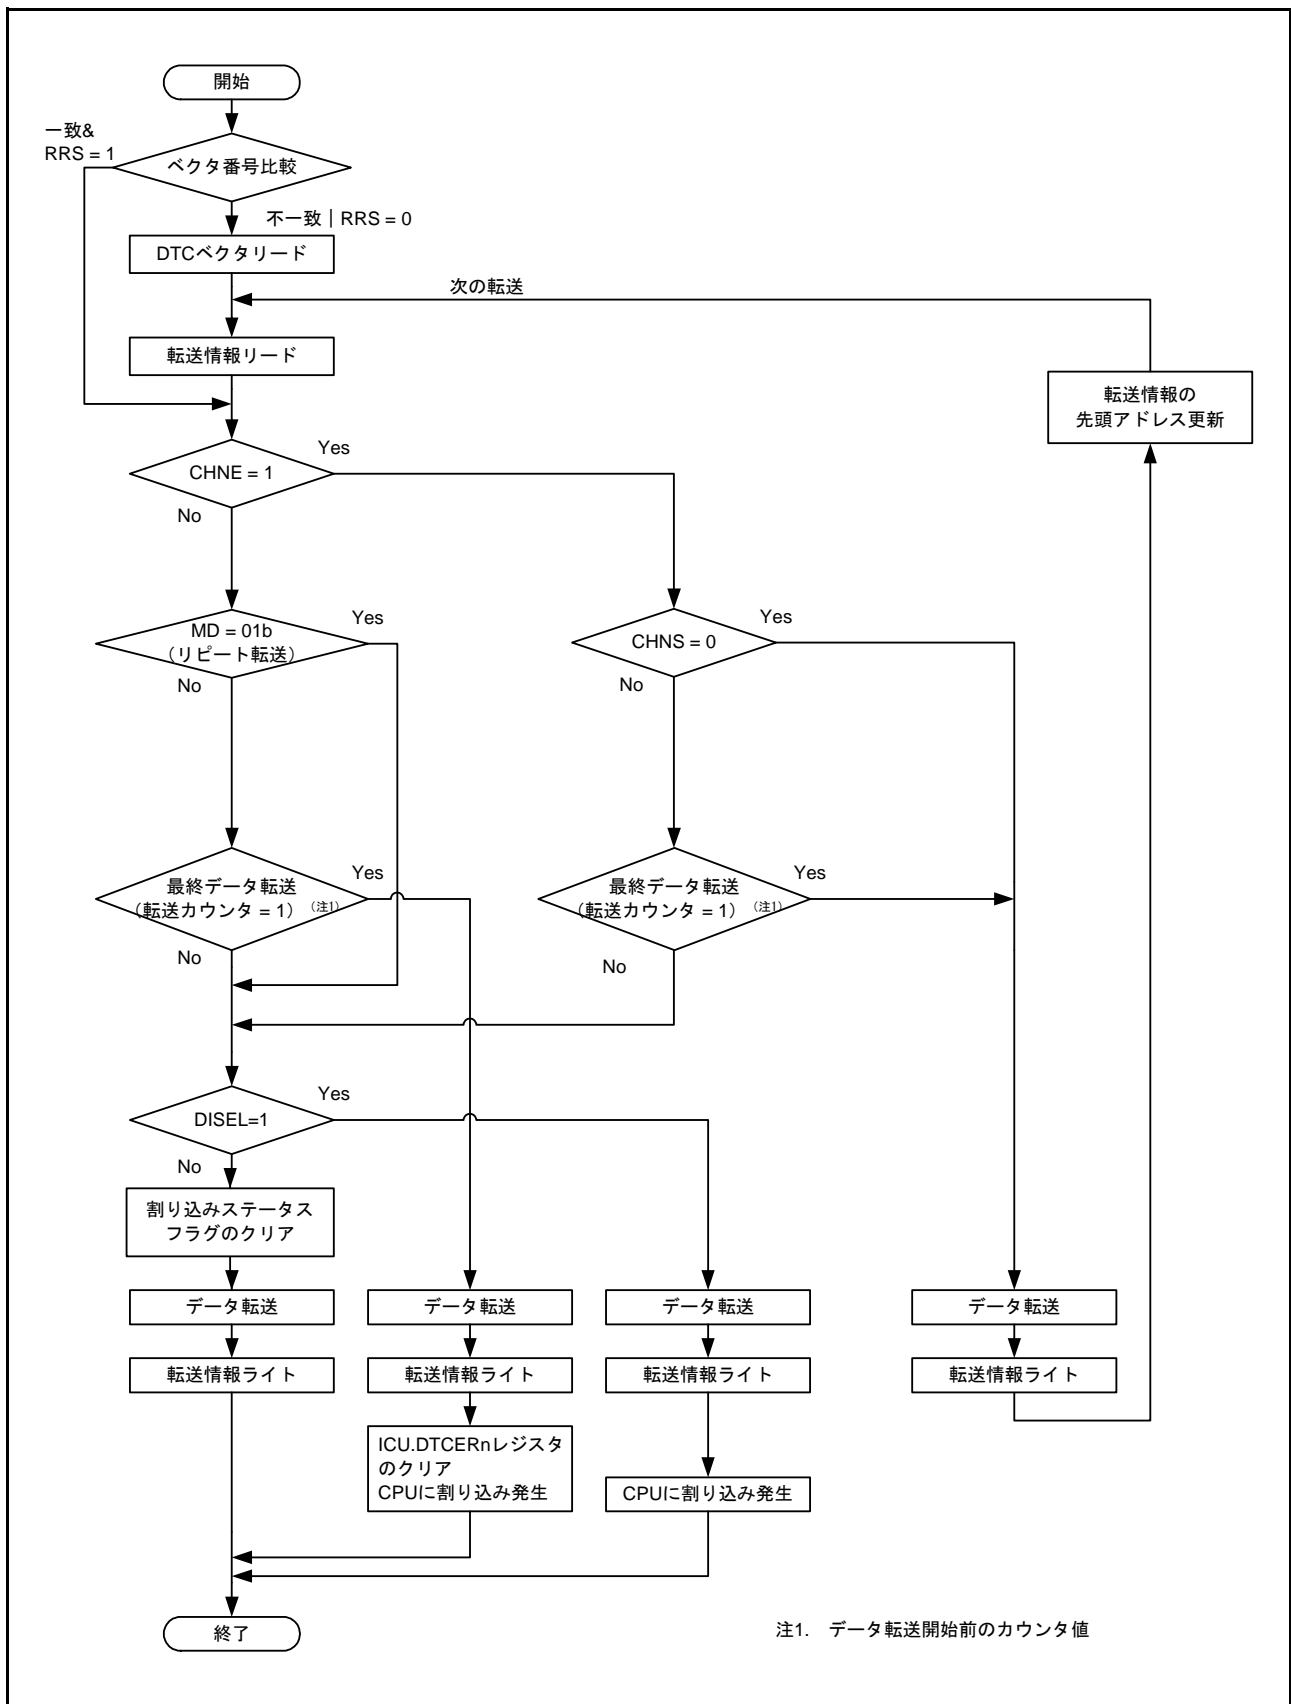 開始
一致&
RRS = 1
ベクタ番号比較
不一致｜RRS = 0
DTCベクタリード
次の転送
転送情報リード
転送情報の
先頭アドレス更新
Yes
CHNE = 1
No
Yes
MD = 01b
（リピート転送）
No
Yes
CHNS = 0
No
Yes
最終データ転送
（転送カウンタ = 1）（注1）
No
Yes
最終データ転送
（転送カウンタ = 1）（注1）
No
Yes
DISEL=1
No
割り込みステータス
フラグのクリア
データ転送
データ転送
データ転送
データ転送
転送情報ライト
転送情報ライト
転送情報ライト
転送情報ライト
ICU.DTCERnレジスタ
のクリア
CPUに割り込み発生
CPUに割り込み発生
終了
注1. データ転送開始前のカウンタ値